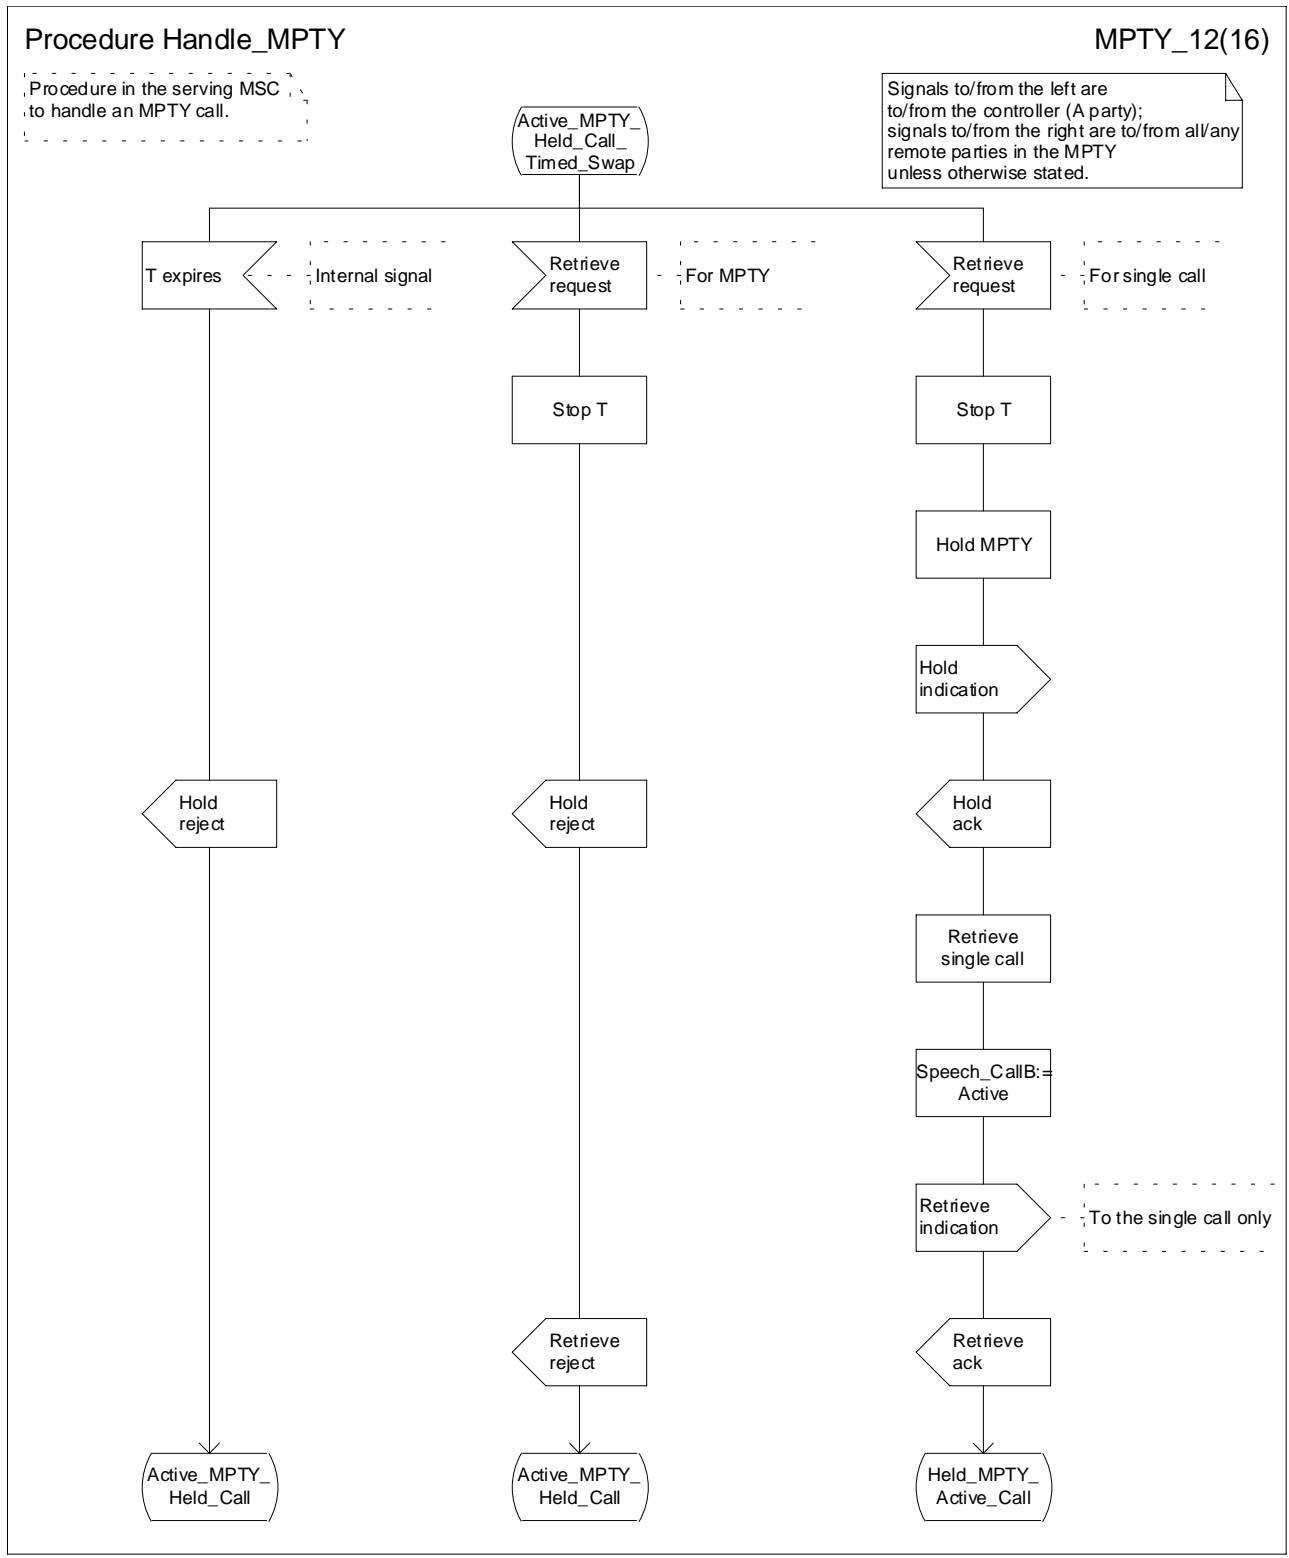 Procedure Handle_MPTY
MPTY_12(16)
Procedure in the serving MSC
to handle an MPTY call.
Signals to/from the left are
to/from the controller (A party);
signals to/from the right are to/from all/any
remote parties in the MPTY
unless otherwise stated.
Active_MPTY_
Held_Call_
Timed_Swap
T expires
Internal signal
Retrieve
request
For MPTY
Retrieve
request
For single call
Stop T
Stop T
Hold MPTY
Hold
indication
Hold
reject
Hold
reject
Hold
ack
Retrieve
single call
Speech_CallB:=
Active
Retrieve
indication
To the single call only
Retrieve
reject
Retrieve
ack
Active_MPTY_
Held_Call
Active_MPTY_
Held_Call
Held_MPTY_
Active_Call